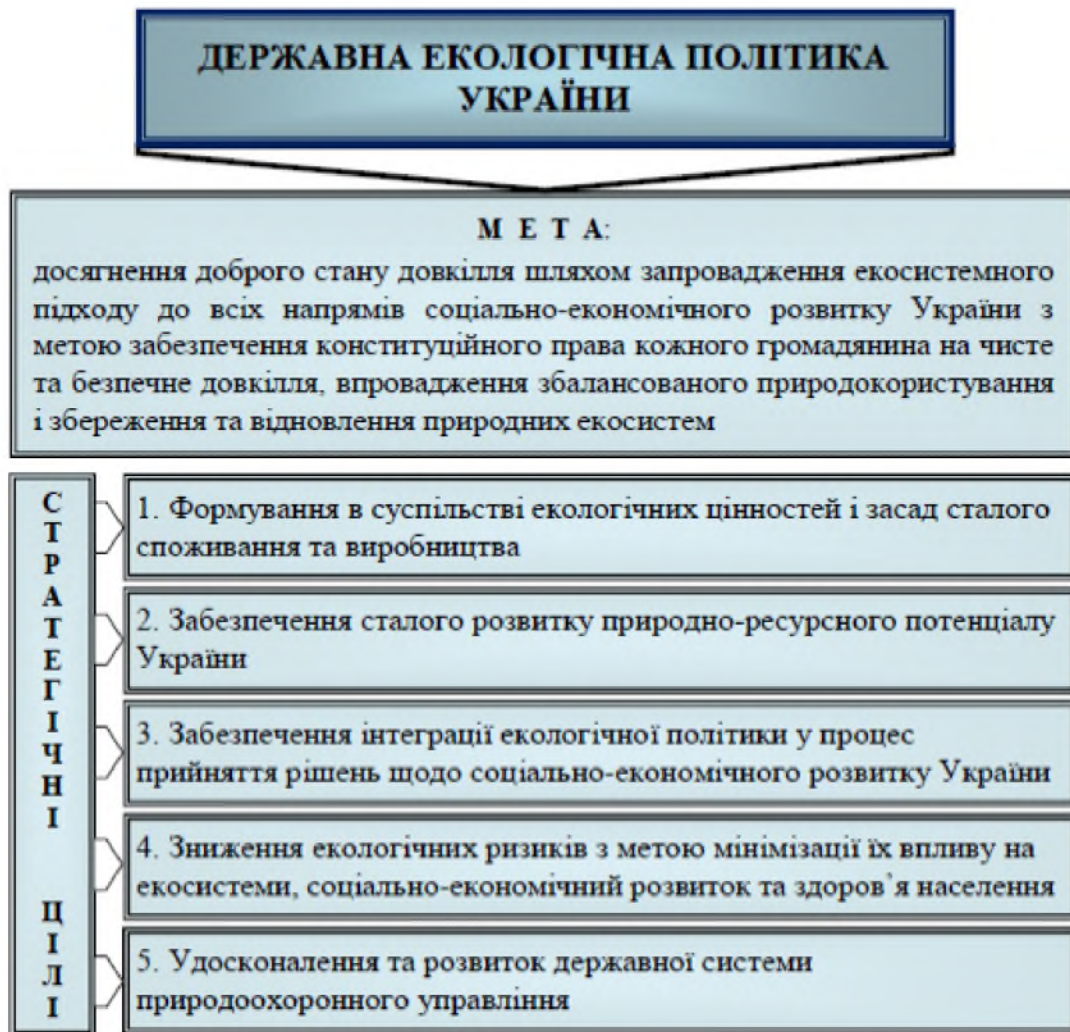 ДЕРЖАВНА ЕКОЛОГІЧНА ПОЛІТИКА
УКРАЇНИ
М Е Т А:
досягнення доброго стану довкілля шляхом запровадження екосистемного
підходу до всіх напрямів соціально-економічного розвитку України з
метою забезпечення конституційного права кожного громадянина на чисте
та безпечне довкілля, впровадження збалансованого природокористування
і збереження та відновлення природних екосистем
СТРАТЕГІЧНІ ЦІЛІ
1. Формування в суспільстві екологічних цінностей і засад сталого
споживання та виробництва
2. Забезпечення сталого розвитку природно-ресурсного потенціалу
України
3. Забезпечення інтеграції екологічної політики у процес
прийняття рішень щодо соціально-економічного розвитку України
4. Зниження екологічних ризиків з метою мінімізації їх впливу на
екосистеми, соціально-економічний розвиток та здоров’я населення
5. Удосконалення та розвиток державної системи
природоохоронного управління